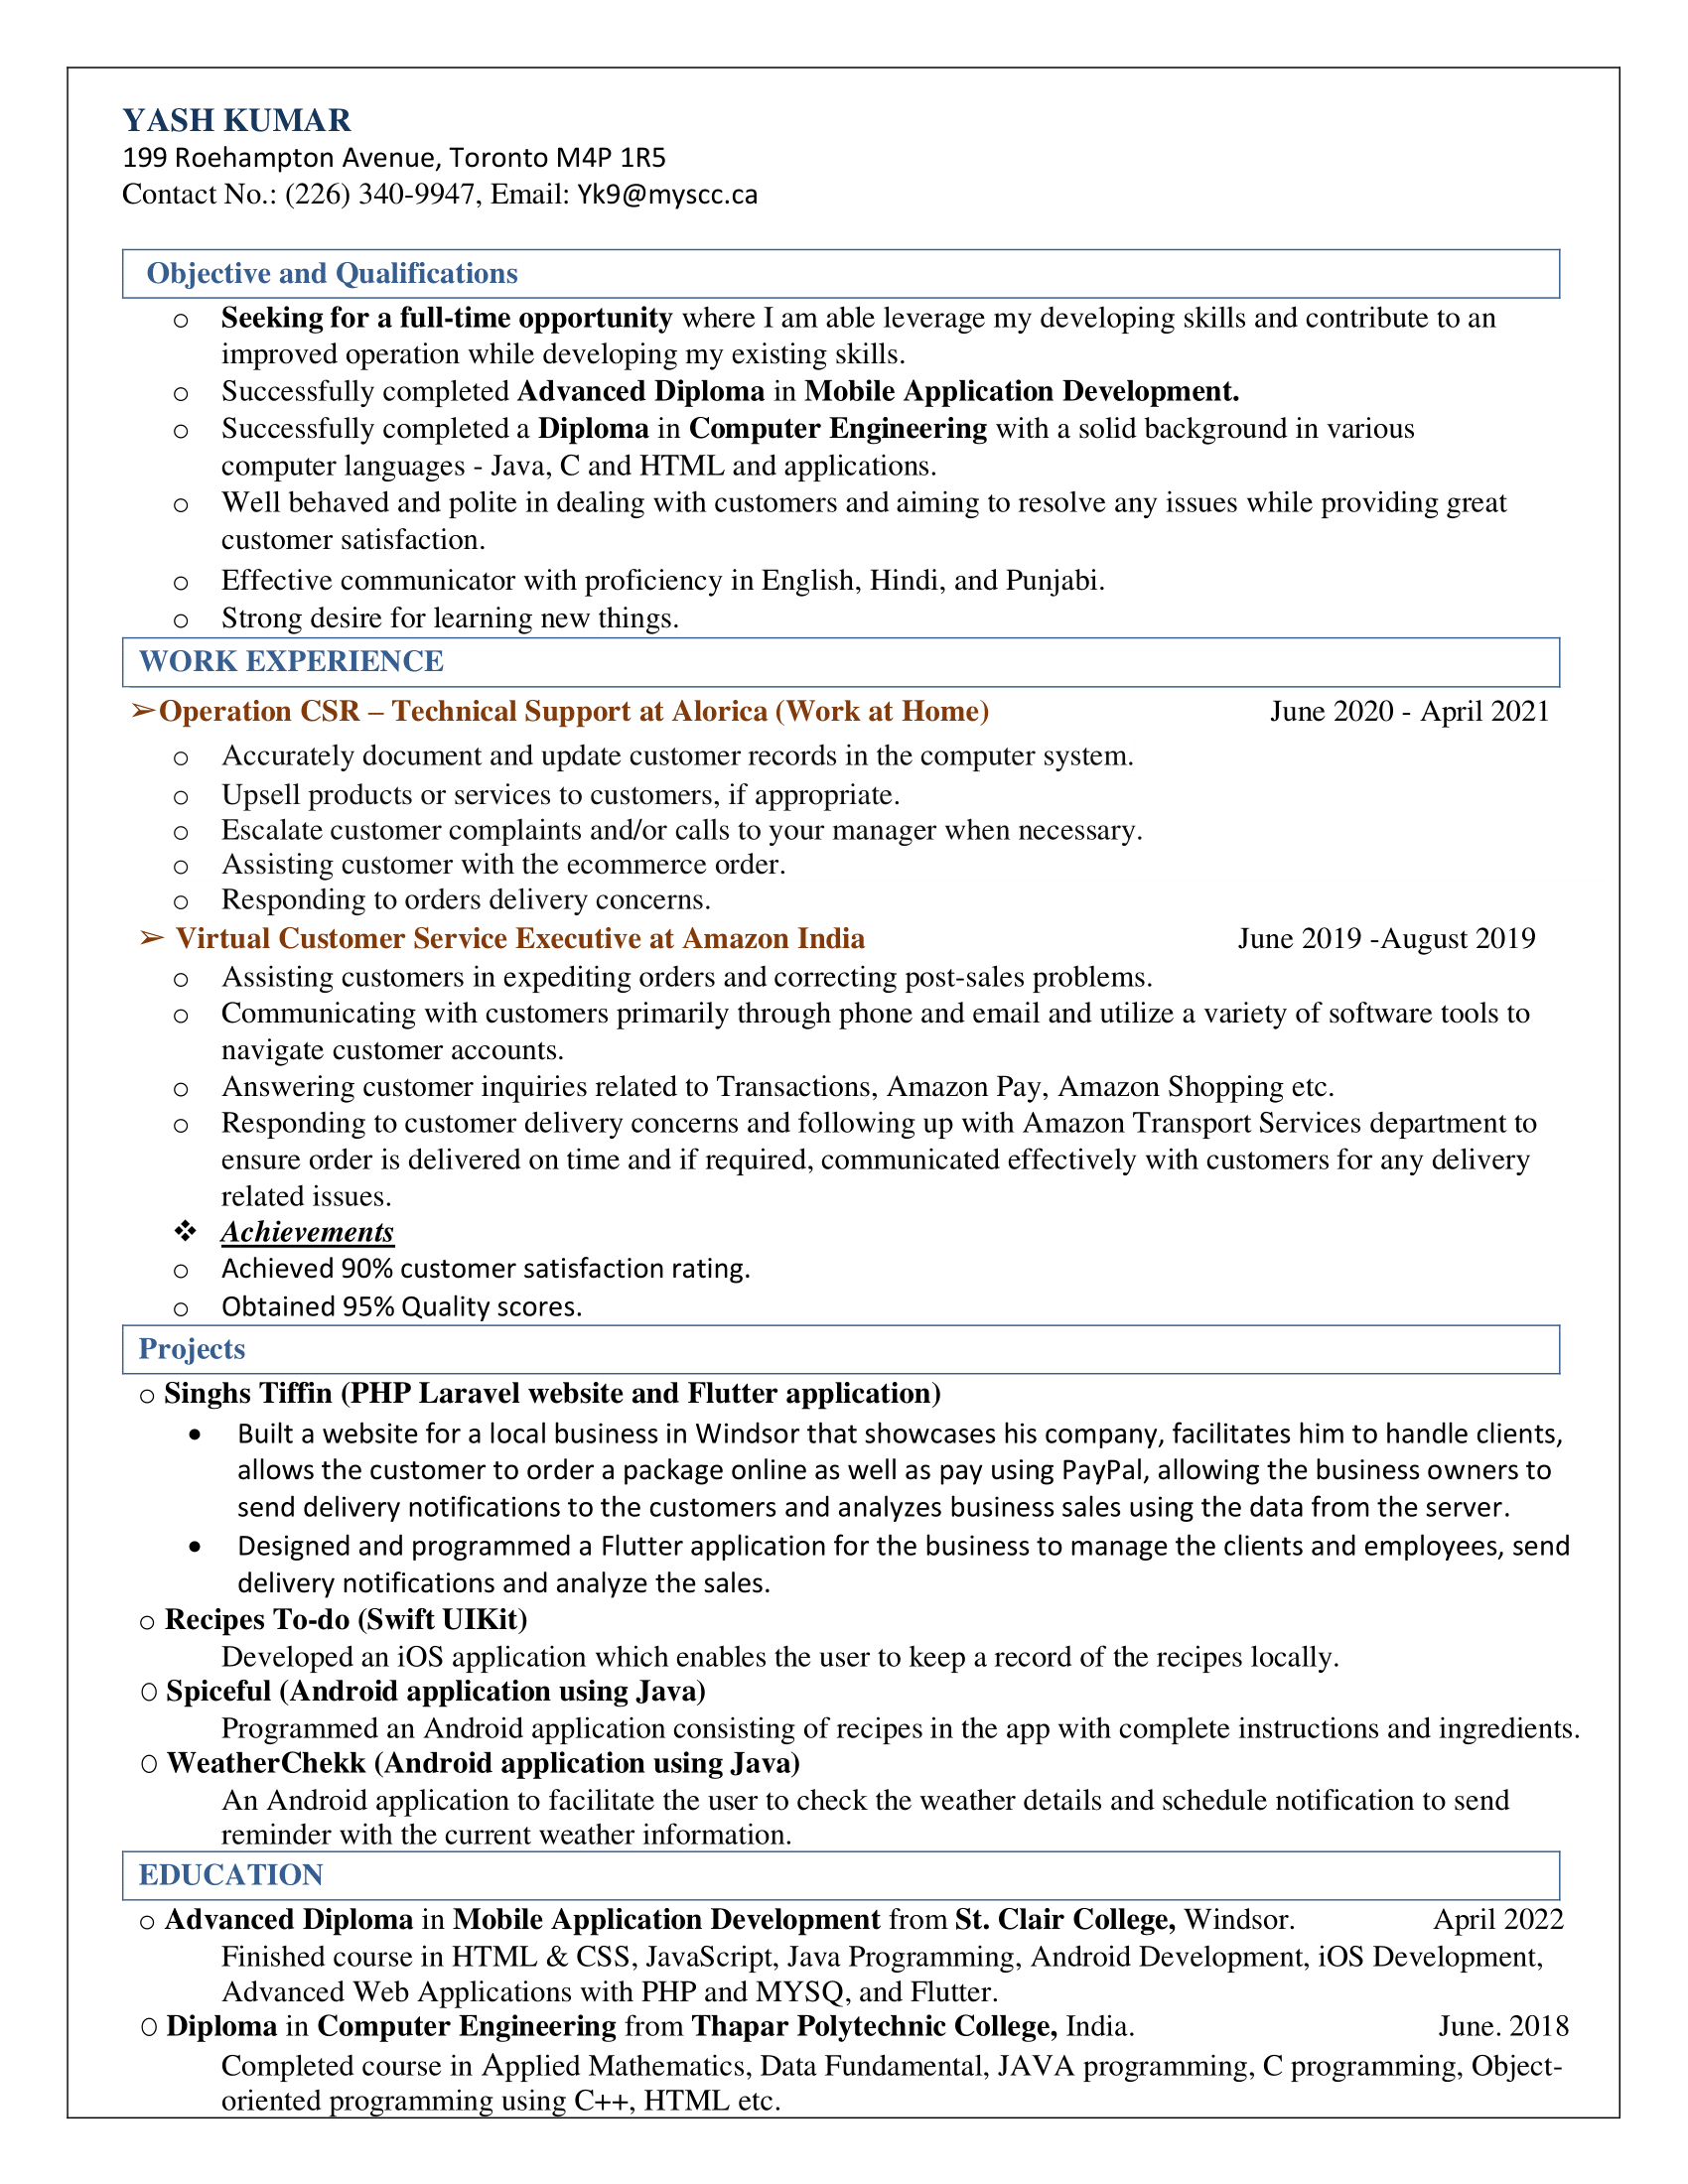 YASH KUMAR
199 Roehampton Avenue, Toronto M4P 1R5
Contact No.: (226) 340-9947, Email: Yk9@myscc.ca
Objective and Qualifications
o Seeking for a full-time opportunity where I am able leverage my developing skills and contribute to an
improved operation while developing my existing skills.
o Successfully completed Advanced Diploma in Mobile Application Development.
o Successfully completed a Diploma in Computer Engineering with a solid background in various
computer languages - Java, C and HTML and applications.
o Well behaved and polite in dealing with customers and aiming to resolve any issues while providing great
customer satisfaction.
o Effective communicator with proficiency in English, Hindi, and Punjabi.
o Strong desire for learning new things.
WORK EXPERIENCE
➢Operation CSR – Technical Support at Alorica (Work at Home) June 2020 - April 2021
o Accurately document and update customer records in the computer system.
o Upsell products or services to customers, if appropriate.
o Escalate customer complaints and/or calls to your manager when necessary.
o Assisting customer with the ecommerce order.
o Responding to orders delivery concerns.
➢ Virtual Customer Service Executive at Amazon India June 2019 -August 2019
o Assisting customers in expediting orders and correcting post-sales problems.
o Communicating with customers primarily through phone and email and utilize a variety of software tools to
navigate customer accounts.
o Answering customer inquiries related to Transactions, Amazon Pay, Amazon Shopping etc.
o Responding to customer delivery concerns and following up with Amazon Transport Services department to
ensure order is delivered on time and if required, communicated effectively with customers for any delivery
related issues.
❖ Achievements
o Achieved 90% customer satisfaction rating.
o Obtained 95% Quality scores.
Projects
o Singhs Tiffin (PHP Laravel website and Flutter application)
• Built a website for a local business in Windsor that showcases his company, facilitates him to handle clients,
allows the customer to order a package online as well as pay using PayPal, allowing the business owners to
send delivery notifications to the customers and analyzes business sales using the data from the server.
• Designed and programmed a Flutter application for the business to manage the clients and employees, send
delivery notifications and analyze the sales.
o Recipes To-do (Swift UIKit)
Developed an iOS application which enables the user to keep a record of the recipes locally.
O Spiceful (Android application using Java)
Programmed an Android application consisting of recipes in the app with complete instructions and ingredients.
O WeatherChekk (Android application using Java)
An Android application to facilitate the user to check the weather details and schedule notification to send
reminder with the current weather information.
EDUCATION
o Advanced Diploma in Mobile Application Development from St. Clair College, Windsor. April 2022
Finished course in HTML & CSS, JavaScript, Java Programming, Android Development, iOS Development,
Advanced Web Applications with PHP and MYSQ, and Flutter.
O Diploma in Computer Engineering from Thapar Polytechnic College, India. June. 2018
Completed course in Applied Mathematics, Data Fundamental, JAVA programming, C programming, Object-
oriented programming using C++, HTML etc.